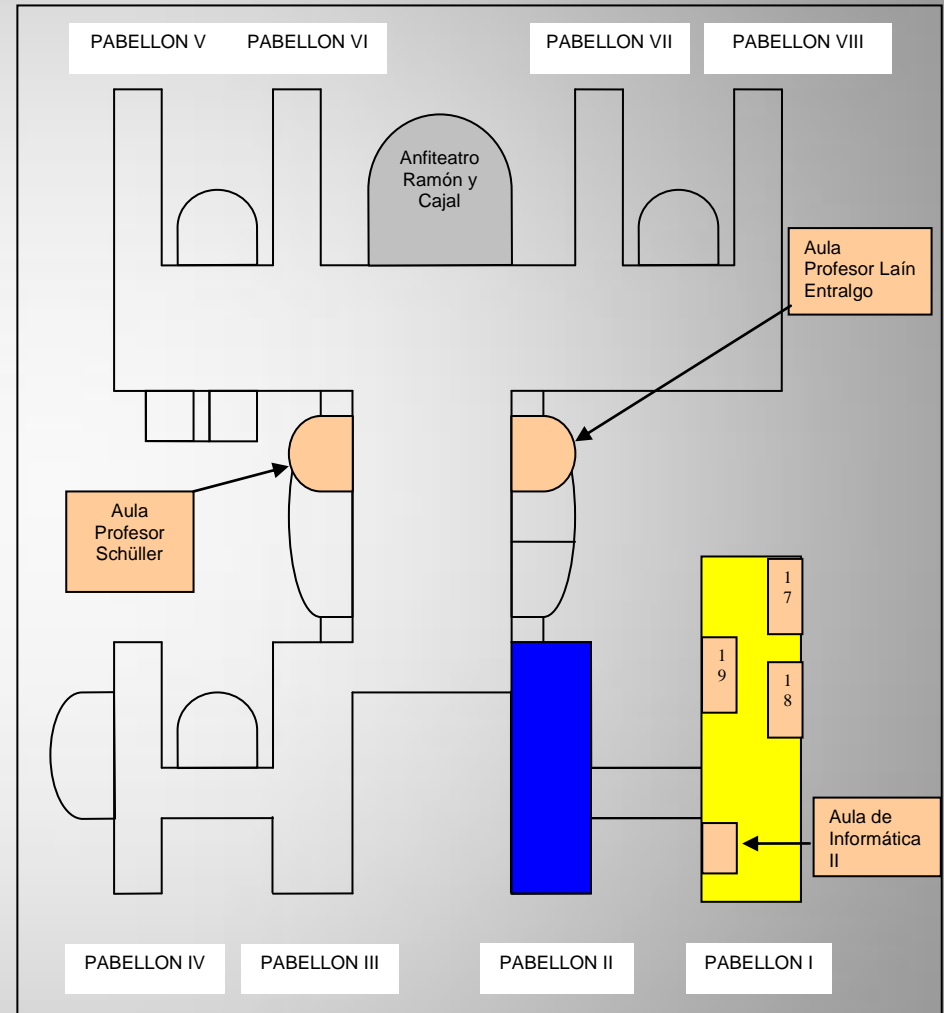 PABELLON V
PABELLON VI
PABELLON VII
PABELLON VIII
Anfiteatro
Ramón y
Cajal
Aula
Profesor Laín
Entralgo
Aula
Profesor
Schüller
1
7
1
9
1
8
Aula de
Informática
II
PABELLON IV
PABELLON III
PABELLON II
PABELLON I